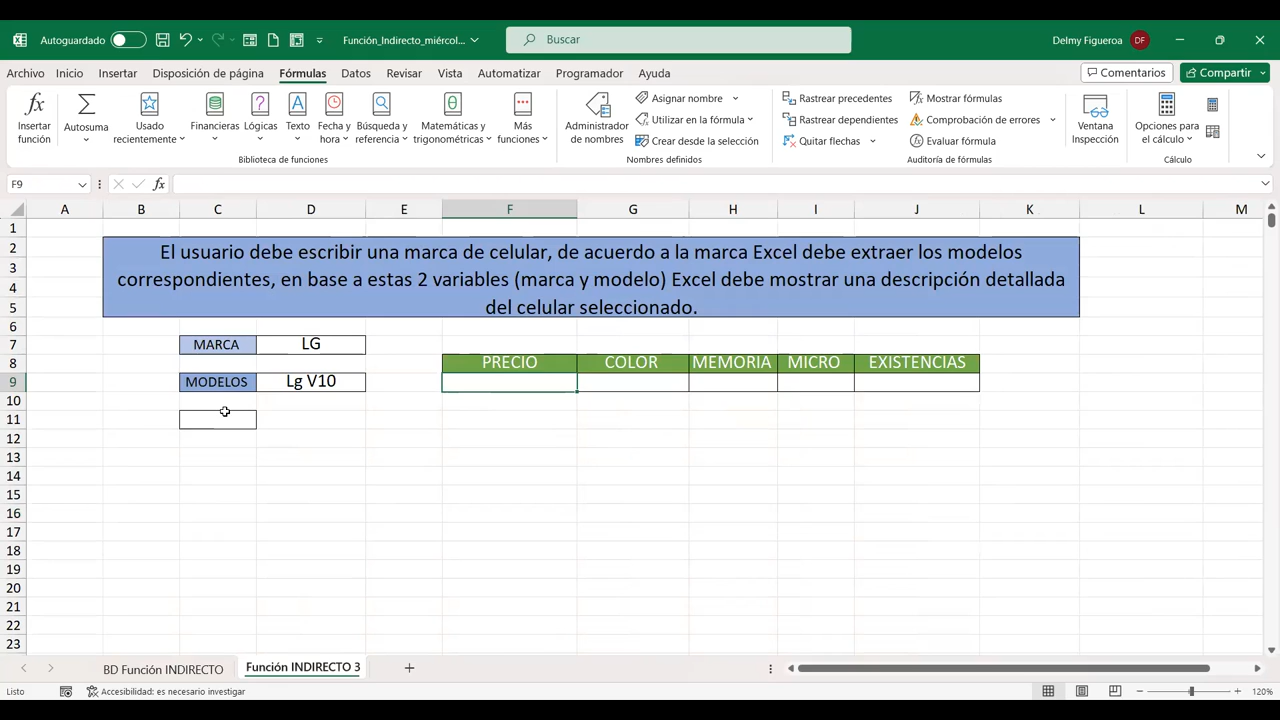 Autoguardado
Función_Indirecto_miércol...
Buscar
Delmy Figueroa
DF
Archivo
Inicio
Insertar
Disposición de página
Fórmulas
Datos
Revisar
Vista
Automatizar
Programador
Ayuda
Comentarios
Compartir
Insertar función
Autosuma
Usado recientemente
Financieras
Lógicas
Texto
Fecha y hora
Búsqueda y referencia
Matemáticas y trigonométricas
Más funciones
Biblioteca de funciones
Administrador de nombres
Asignar nombre
Utilizar en la fórmula
Crear desde la selección
Nombres definidos
Rastrear precedentes
Rastrear dependientes
Quitar flechas
Mostrar fórmulas
Comprobación de errores
Evaluar fórmula
Auditoría de fórmulas
Ventana Inspección
Opciones para el cálculo
Cálculo
F9
fx
A B C D E F G H I J K L M
1
2
3
4
5
El usuario debe escribir una marca de celular, de acuerdo a la marca Excel debe extraer los modelos
correspondientes, en base a estas 2 variables (marca y modelo) Excel debe mostrar una descripción detallada
del celular seleccionado.
6
7 MARCA LG
8 PRECIO COLOR MEMORIA MICRO EXISTENCIAS
9 MODELOS Lg V10
10
11
12
13
14
15
16
17
18
19
20
21
22
23
BD Función INDIRECTO
Función INDIRECTO 3
Listo
Accesibilidad: es necesario investigar
120%